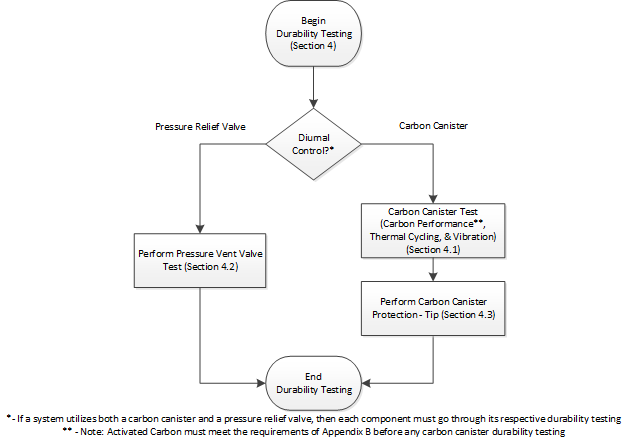 Begin
Durability Testing
(Section 4)
Pressure Relief Valve
Carbon Canister
Diurnal
Control?*
Carbon Canister Test
(Carbon Performance**,
Thermal Cycling, & Vibration)
(Section 4.1)
Perform Pressure Vent Valve
Test (Section 4.2)
Perform Carbon Canister
Protection - Tip (Section 4.3)
End
Durability Testing
* - If a system utilizes both a carbon canister and a pressure relief valve, then each component must go through its respective durability testing
** - Note: Activated Carbon must meet the requirements of Appendix B before any carbon canister durability testing